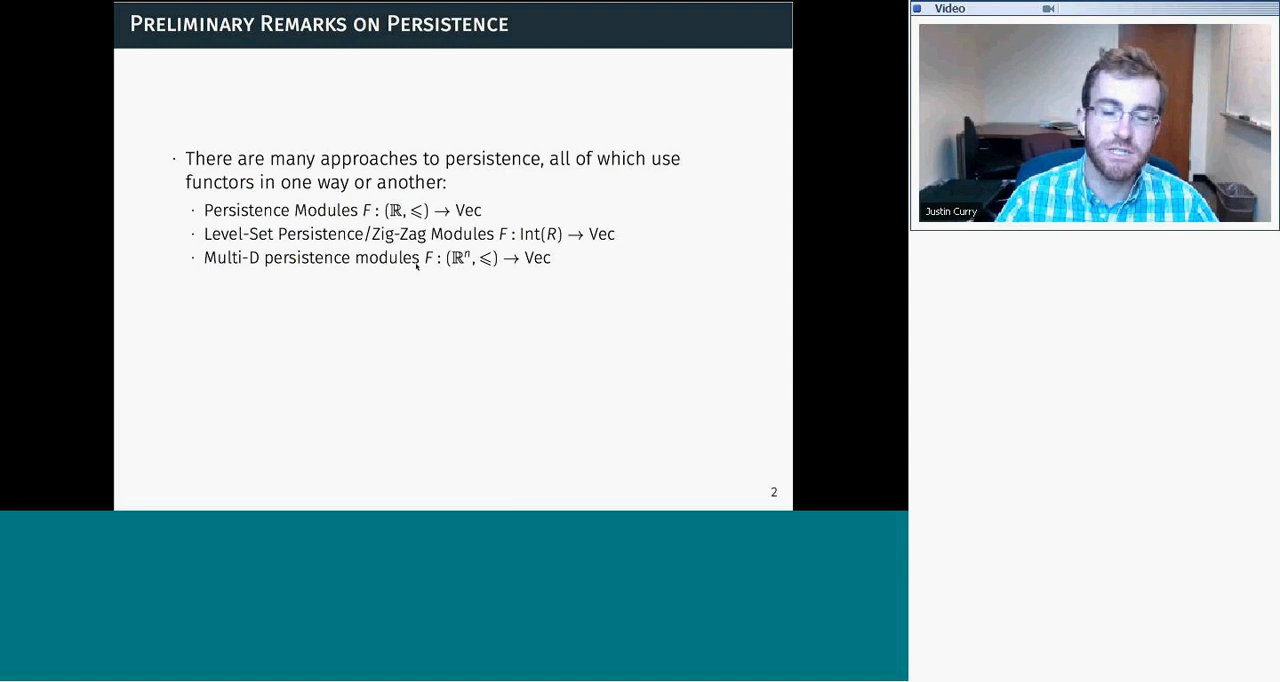 PRELIMINARY REMARKS ON PERSISTENCE
· There are many approaches to persistence, all of which use
functors in one way or another:
· Persistence Modules F : (ℝ, ⩽) → Vec
· Level-Set Persistence/Zig-Zag Modules F : Int(R) → Vec
· Multi-D persistence modules F : (ℝⁿ, ⩽) → Vec
2
Video
Justin Curry